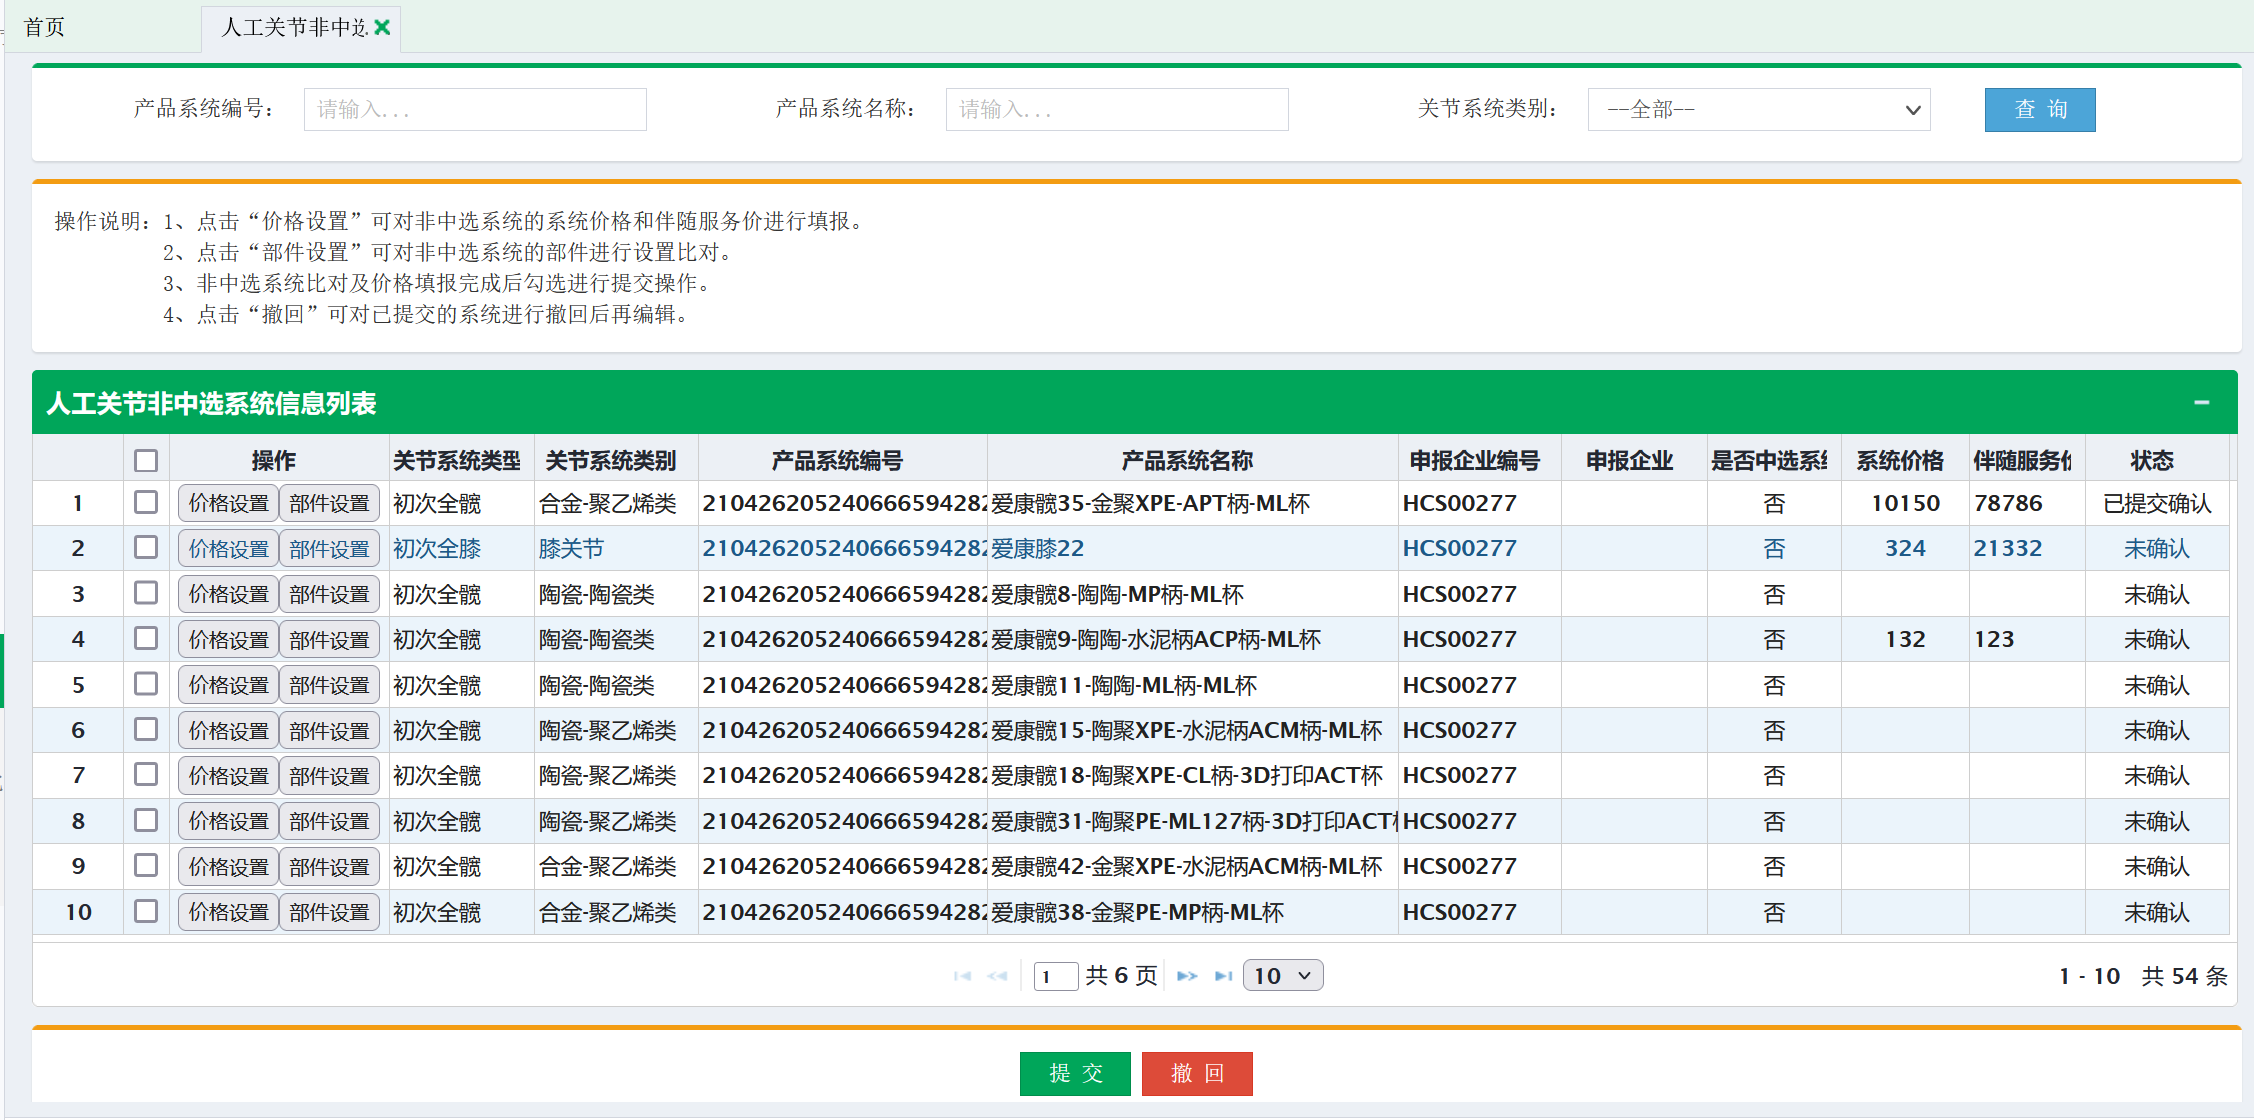 首页
人工关节非中选
产品系统编号： 请输入... 产品系统名称： 请输入... 关节系统类别： --全部-- 查 询
操作说明：1、点击“价格设置”可对非中选系统的系统价格和伴随服务价进行填报。
2、点击“部件设置”可对非中选系统的部件进行设置比对。
3、非中选系统比对及价格填报完成后勾选进行提交操作。
4、点击“撤回”可对已提交的系统进行撤回后再编辑。
人工关节非中选系统信息列表
操作 关节系统类型 关节系统类别 产品系统编号 产品系统名称 申报企业编号 申报企业 是否中选系统 系统价格 伴随服务价 状态
1 价格设置 部件设置 初次全髋 合金-聚乙烯类 210426205240666594282 爱康髋35-金聚XPE-APT柄-ML杯 HCS00277 否 10150 78786 已提交确认
2 价格设置 部件设置 初次全膝 膝关节 210426205240666594282 爱康膝22 HCS00277 否 324 21332 未确认
3 价格设置 部件设置 初次全髋 陶瓷-陶瓷类 210426205240666594282 爱康髋8-陶陶-MP柄-ML杯 HCS00277 否 未确认
4 价格设置 部件设置 初次全髋 陶瓷-陶瓷类 210426205240666594282 爱康髋9-陶陶-水泥柄ACP柄-ML杯 HCS00277 否 132 123 未确认
5 价格设置 部件设置 初次全髋 陶瓷-陶瓷类 210426205240666594282 爱康髋11-陶陶-ML柄-ML杯 HCS00277 否 未确认
6 价格设置 部件设置 初次全髋 陶瓷-聚乙烯类 210426205240666594282 爱康髋15-陶聚XPE-水泥柄ACM柄-ML杯 HCS00277 否 未确认
7 价格设置 部件设置 初次全髋 陶瓷-聚乙烯类 210426205240666594282 爱康髋18-陶聚XPE-CL柄-3D打印ACT杯 HCS00277 否 未确认
8 价格设置 部件设置 初次全髋 陶瓷-聚乙烯类 210426205240666594282 爱康髋31-陶聚PE-ML127柄-3D打印ACT HCS00277 否 未确认
9 价格设置 部件设置 初次全髋 合金-聚乙烯类 210426205240666594282 爱康髋42-金聚XPE-水泥柄ACM柄-ML杯 HCS00277 否 未确认
10 价格设置 部件设置 初次全髋 合金-聚乙烯类 210426205240666594282 爱康髋38-金聚PE-MP柄-ML杯 HCS00277 否 未确认
1 共 6 页 10 1 - 10 共 54 条
提 交 撤 回